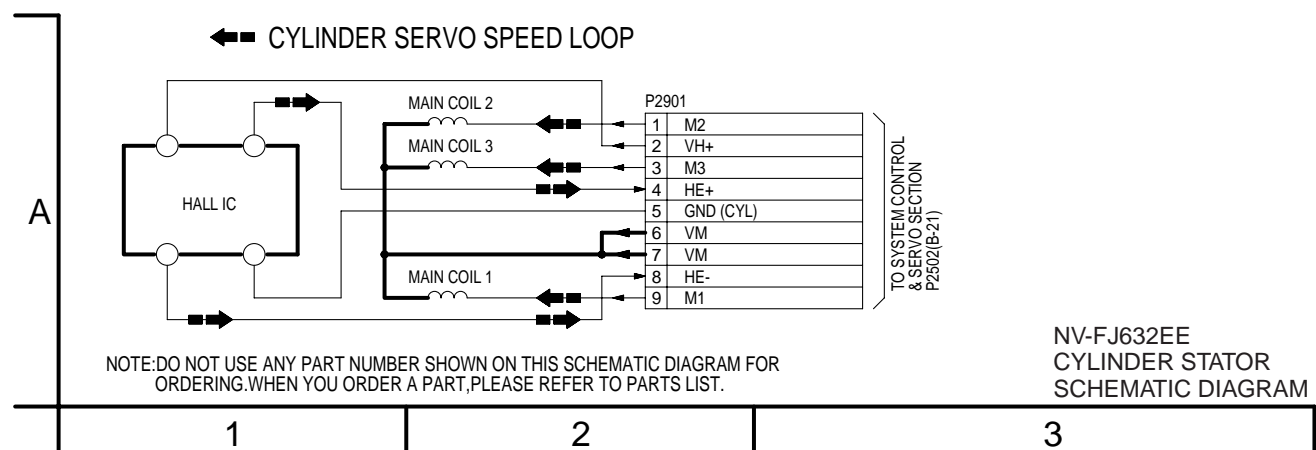 CYLINDER SERVO SPEED LOOP
P2901
MAIN COIL 2
1 M2
2 VH+
MAIN COIL 3
3 M3
4 HE+
HALL IC
5 GND (CYL)
6 VM
7 VM
MAIN COIL 1
8 HE-
9 M1
TO SYSTEM CONTROL
& SERVO SECTION
P2502(B-21)
A
NOTE:DO NOT USE ANY PART NUMBER SHOWN ON THIS SCHEMATIC DIAGRAM FOR
ORDERING.WHEN YOU ORDER A PART,PLEASE REFER TO PARTS LIST.
NV-FJ632EE
CYLINDER STATOR
SCHEMATIC DIAGRAM
1 2 3